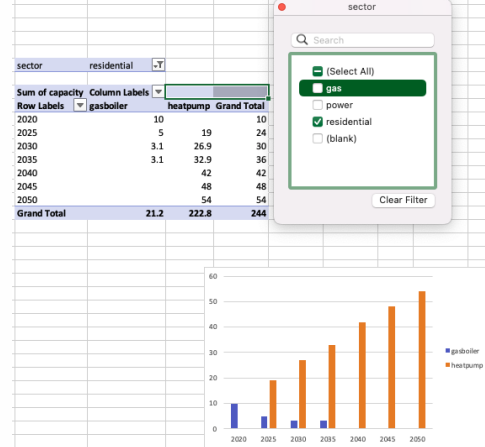 sector
Search
sector residential
(Select All)
gas
power
residential
(blank)
Clear Filter
Sum of capacity Column Labels
Row Labels gasboiler heatpump Grand Total
2020 10 10
2025 5 19 24
2030 3.1 26.9 30
2035 3.1 32.9 36
2040 42 42
2045 48 48
2050 54 54
Grand Total 21.2 222.8 244
60
50
40
30
20
10
0
2020 2025 2030 2035 2040 2045 2050
gasboiler
heatpump